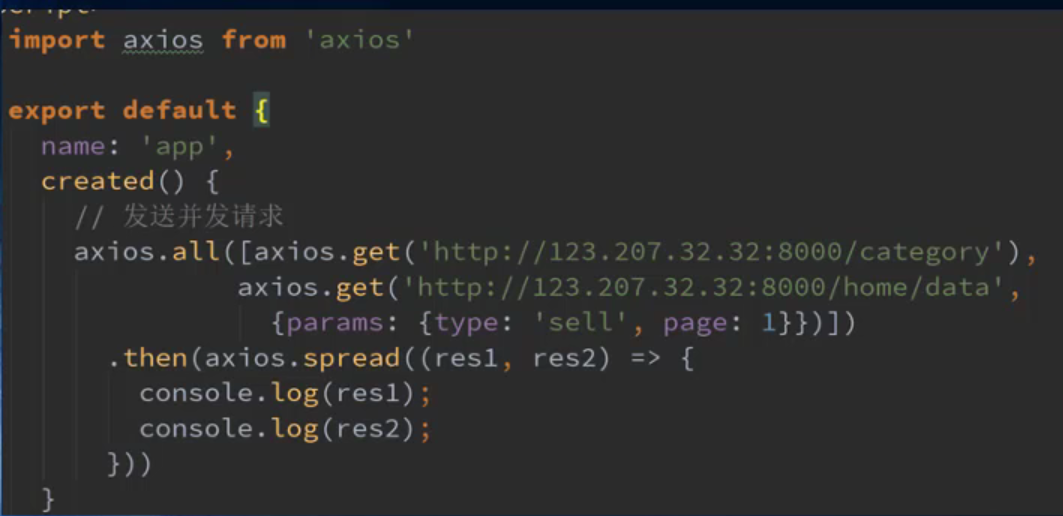 import axios from 'axios'
export default {
name: 'app',
created() {
// 发送并发请求
axios.all([axios.get('http://123.207.32.32:8000/category'),
axios.get('http://123.207.32.32:8000/home/data',
{params: {type: 'sell', page: 1}})])
.then(axios.spread((res1, res2) => {
console.log(res1);
console.log(res2);
}))
}